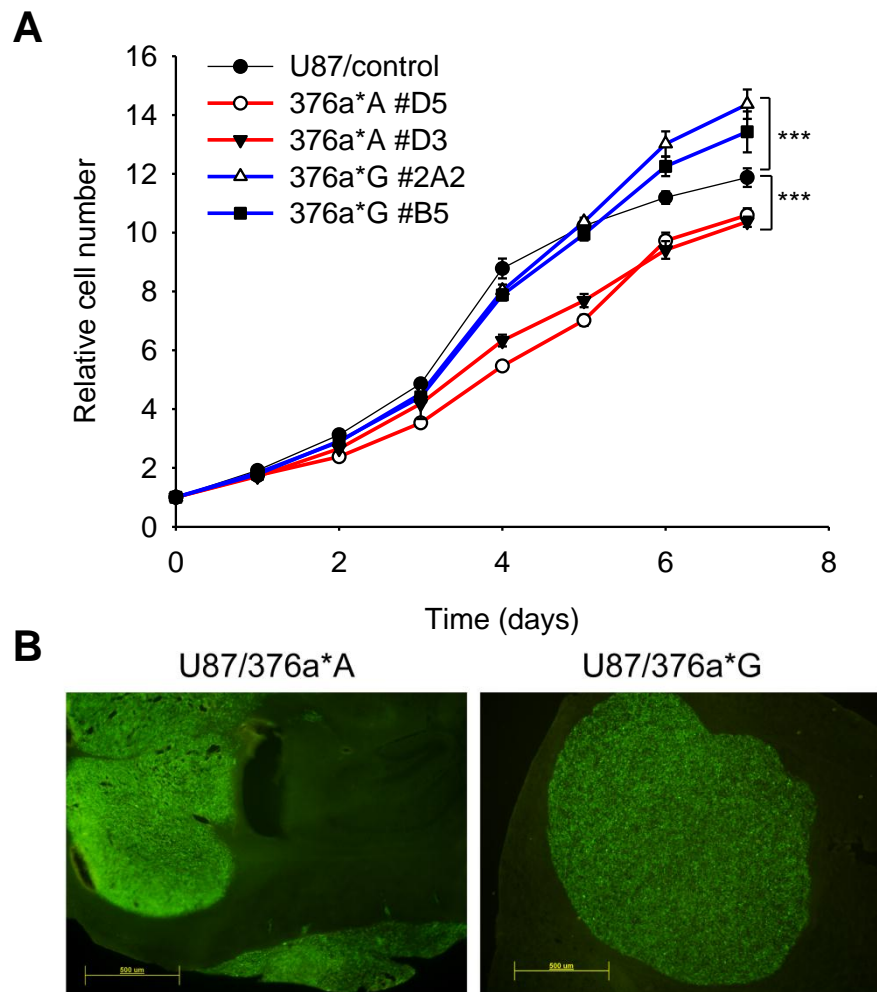 A
Relative cell number
16
14
12
10
8
6
4
2
0
U87/control
376a*A #D5
376a*A #D3
376a*G #2A2
376a*G #B5
***
***
0 2 4 6 8
Time (days)
B
U87/376a*A U87/376a*G
500 um 500 um